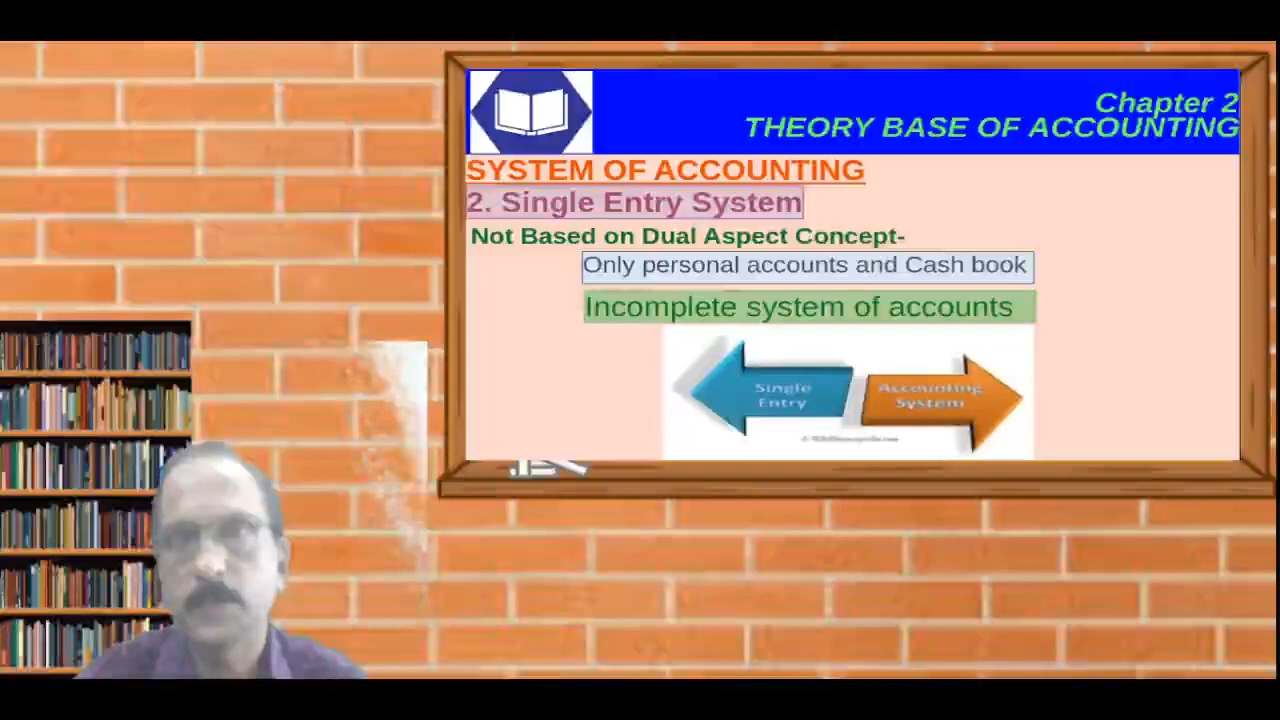 Chapter 2
THEORY BASE OF ACCOUNTING
SYSTEM OF ACCOUNTING
2. Single Entry System
Not Based on Dual Aspect Concept-
Only personal accounts and Cash book
Incomplete system of accounts
Single
Entry
Accounting
System